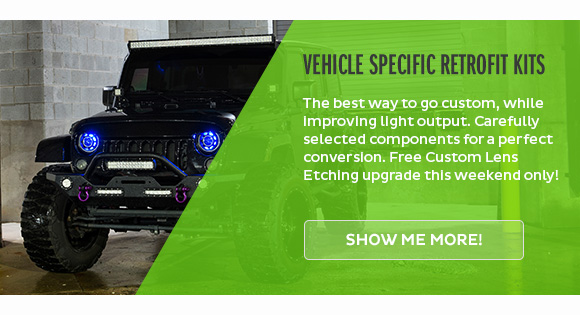 VEHICLE SPECIFIC RETROFIT KITS
The best way to go custom, while
improving light output. Carefully
selected components for a perfect
conversion. Free Custom Lens
Etching upgrade this weekend only!
SHOW ME MORE!